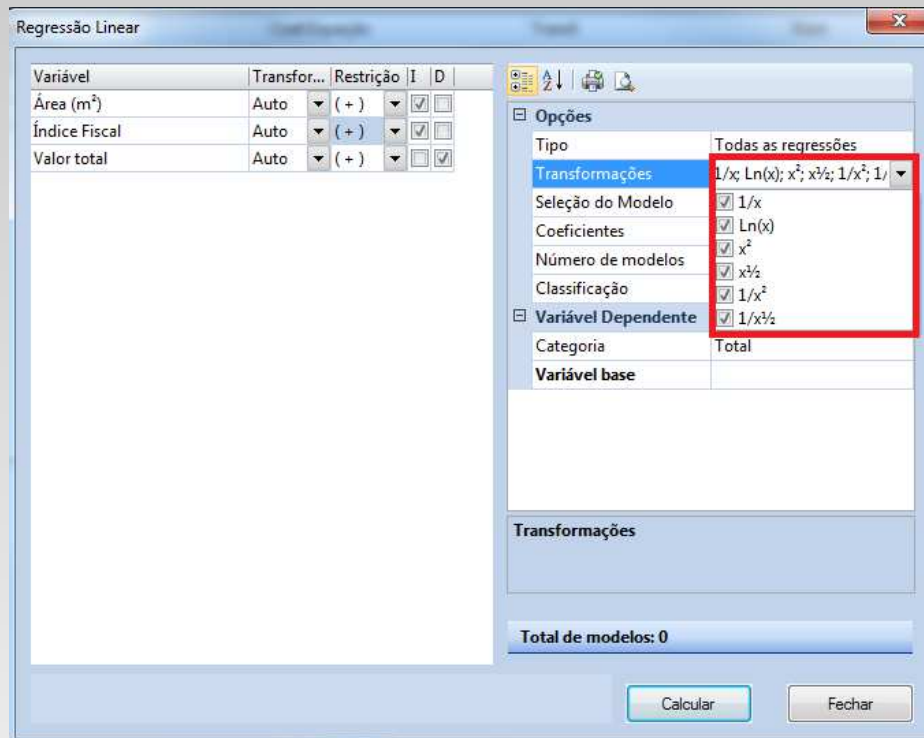 Regressão Linear
x
Variável Transfor... Restrição I D
Área (m²) Auto (+)
Índice Fiscal Auto (+)
Valor total Auto (+)
Opções
Tipo Todas as regressões
Transformações 1/x; Ln(x); x²; x½; 1/x²; 1/
1/x
Ln(x)
x²
x½
1/x²
1/x½
Seleção do Modelo
Coeficientes
Número de modelos
Classificação
Variável Dependente
Categoria Total
Variável base
Transformações
Total de modelos: 0
Calcular Fechar